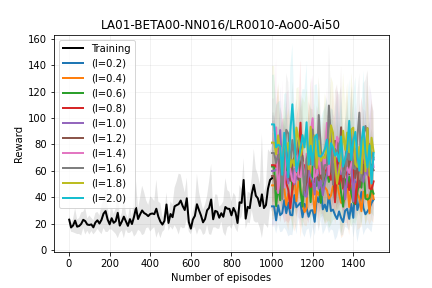 LA01-BETA00-NN016/LR0010-Ao00-Ai50
160
140
120
100
80
60
40
20
0
Reward
Training
(l=0.2)
(l=0.4)
(l=0.6)
(l=0.8)
(l=1.0)
(l=1.2)
(l=1.4)
(l=1.6)
(l=1.8)
(l=2.0)
0 200 400 600 800 1000 1200 1400
Number of episodes